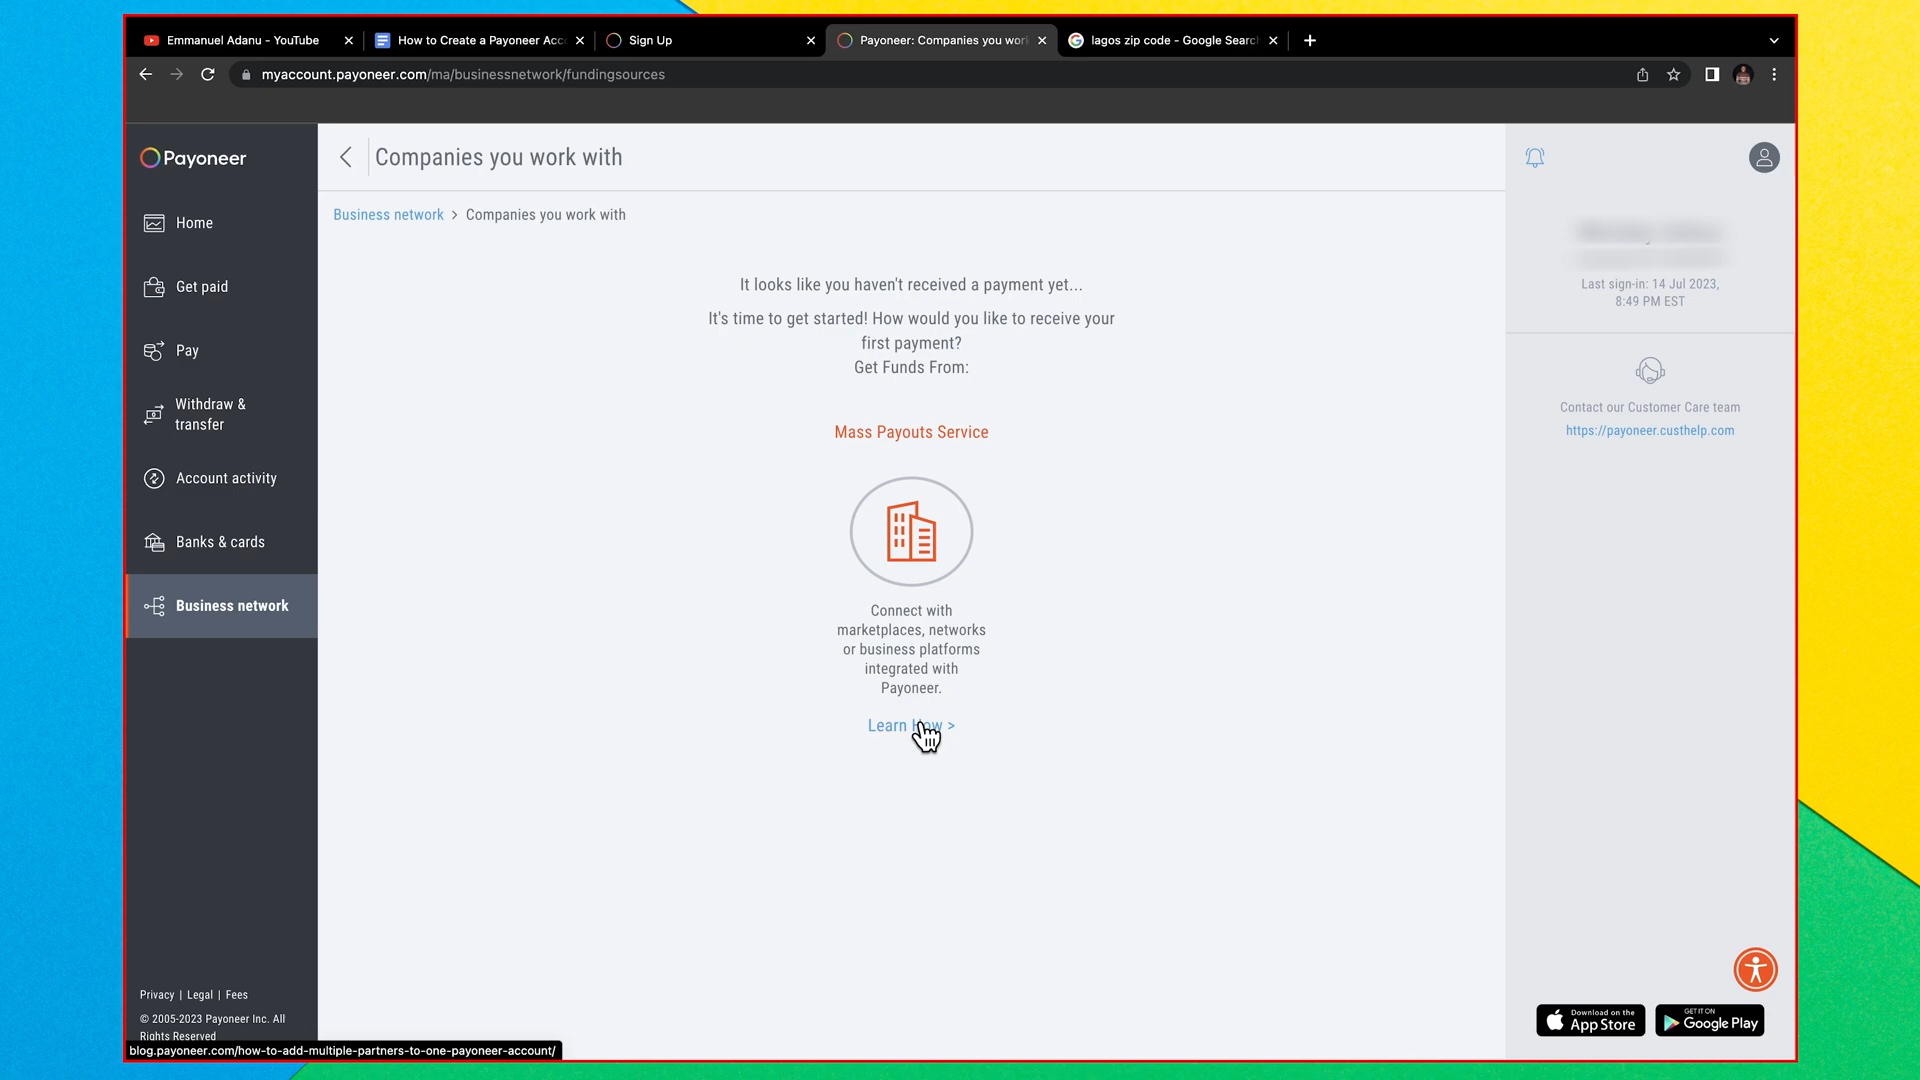 Emmanuel Adanu - YouTube
How to Create a Payoneer Acc
Sign Up
Payoneer: Companies you wor
lagos zip code - Google Searc
myaccount.payoneer.com/ma/businessnetwork/fundingsources
Payoneer
Home
Get paid
Pay
Withdraw &
transfer
Account activity
Banks & cards
Business network
Privacy | Legal | Fees
© 2005-2023 Payoneer Inc. All
Rights Reserved
blog.payoneer.com/how-to-add-multiple-partners-to-one-payoneer-account/
Companies you work with
Business network > Companies you work with
It looks like you haven't received a payment yet...
It's time to get started! How would you like to receive your
first payment?
Get Funds From:
Mass Payouts Service
Connect with
marketplaces, networks
or business platforms
integrated with
Payoneer.
Learn How >
Last sign-in: 14 Jul 2023,
8:49 PM EST
Contact our Customer Care team
https://payoneer.custhelp.com
Download on the
App Store
GET IT ON
Google Play